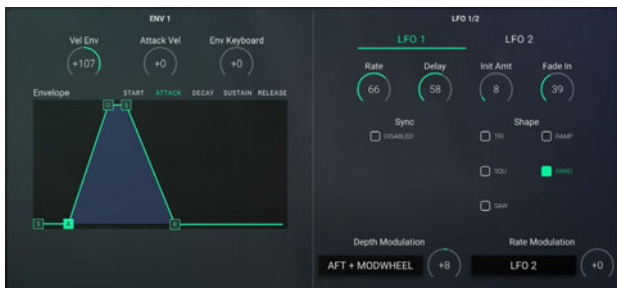 ENV 1
Vel Env Attack Vel Env Keyboard
+107 +0 +0
Envelope START ATTACK DECAY SUSTAIN RELEASE
D S
S A R
LFO 1/2
LFO 1 LFO 2
Rate Delay Init Amt Fade In
66 58 8 39
Sync Shape
DISABLED TRI RAMP
SQU RAND
SAW
Depth Modulation Rate Modulation
AFT + MODWHEEL +8 LFO 2 +0